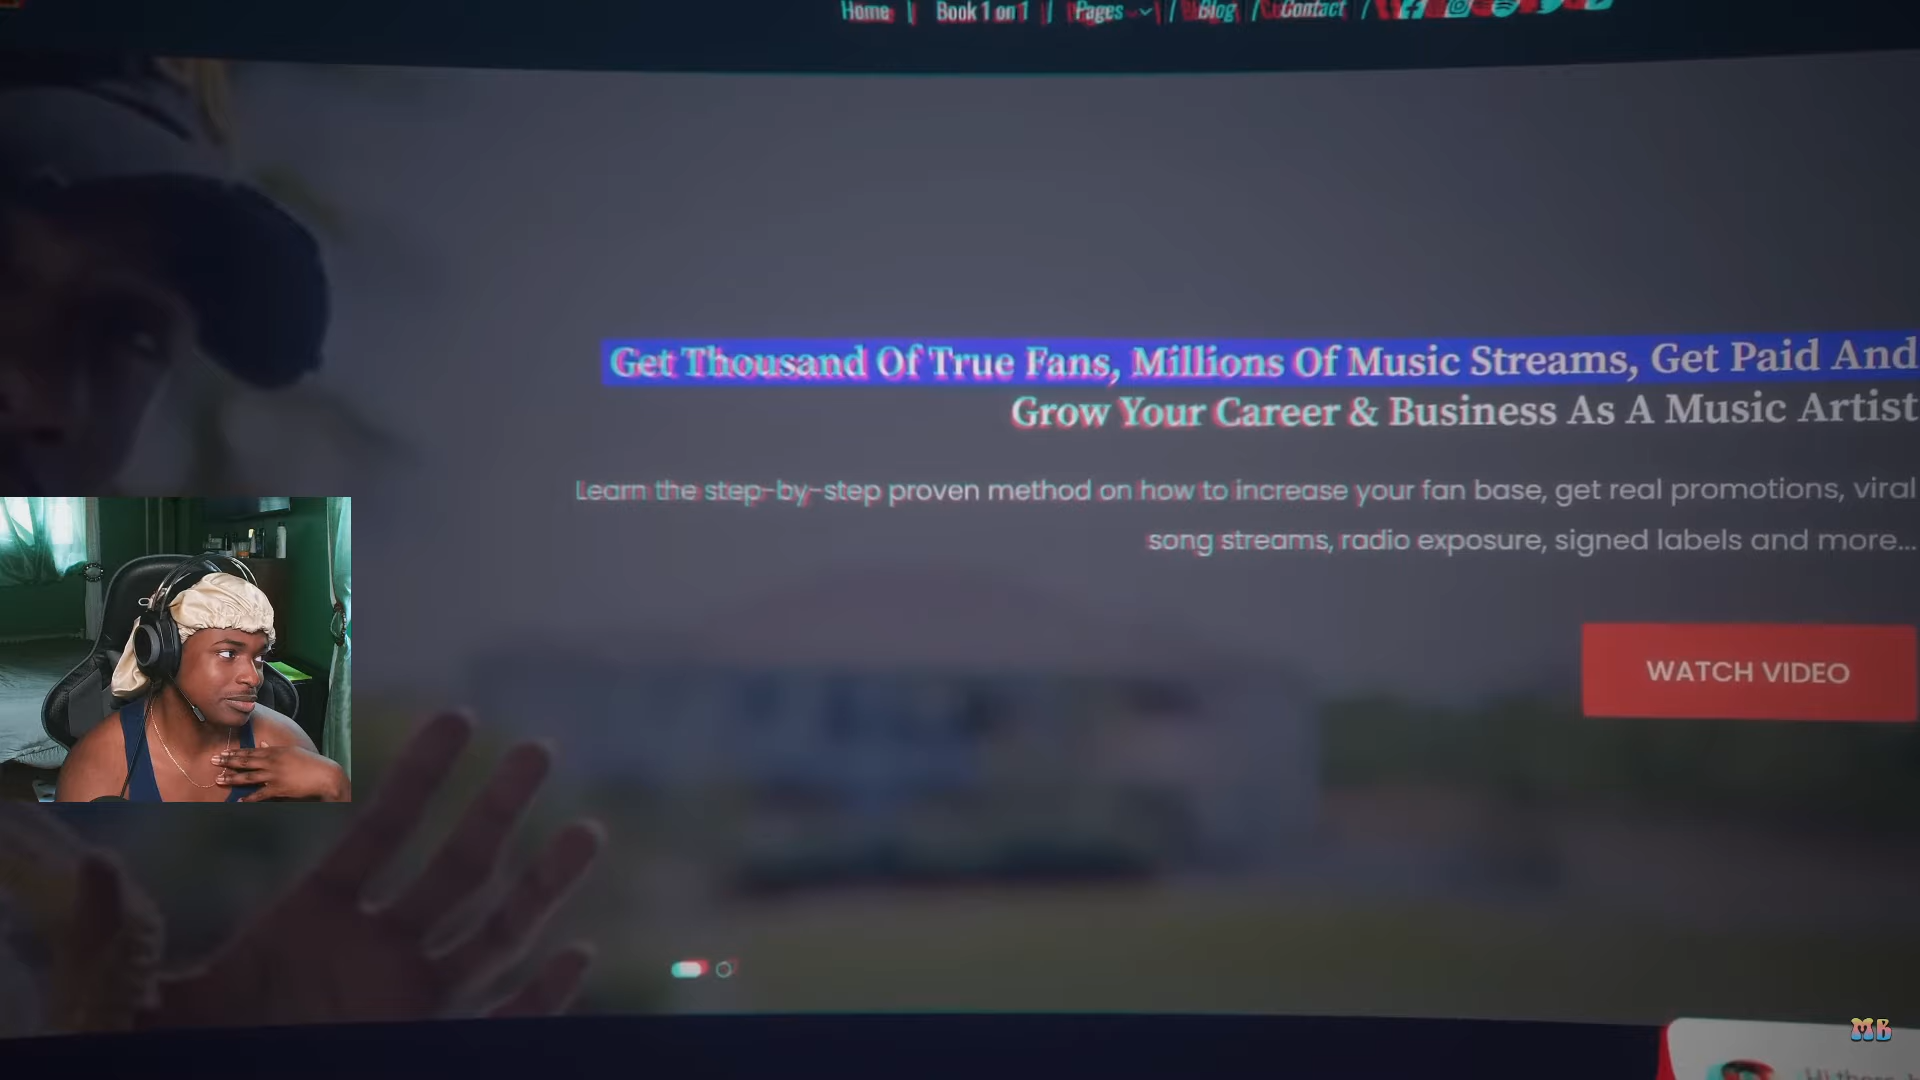 Home | Book 1 on 1 | Pages | Blog / Contact /
Get Thousand Of True Fans, Millions Of Music Streams, Get Paid And
Grow Your Career & Business As A Music Artist
Learn the step-by-step proven method on how to increase your fan base, get real promotions, viral
song streams, radio exposure, signed labels and more...
WATCH VIDEO
MB